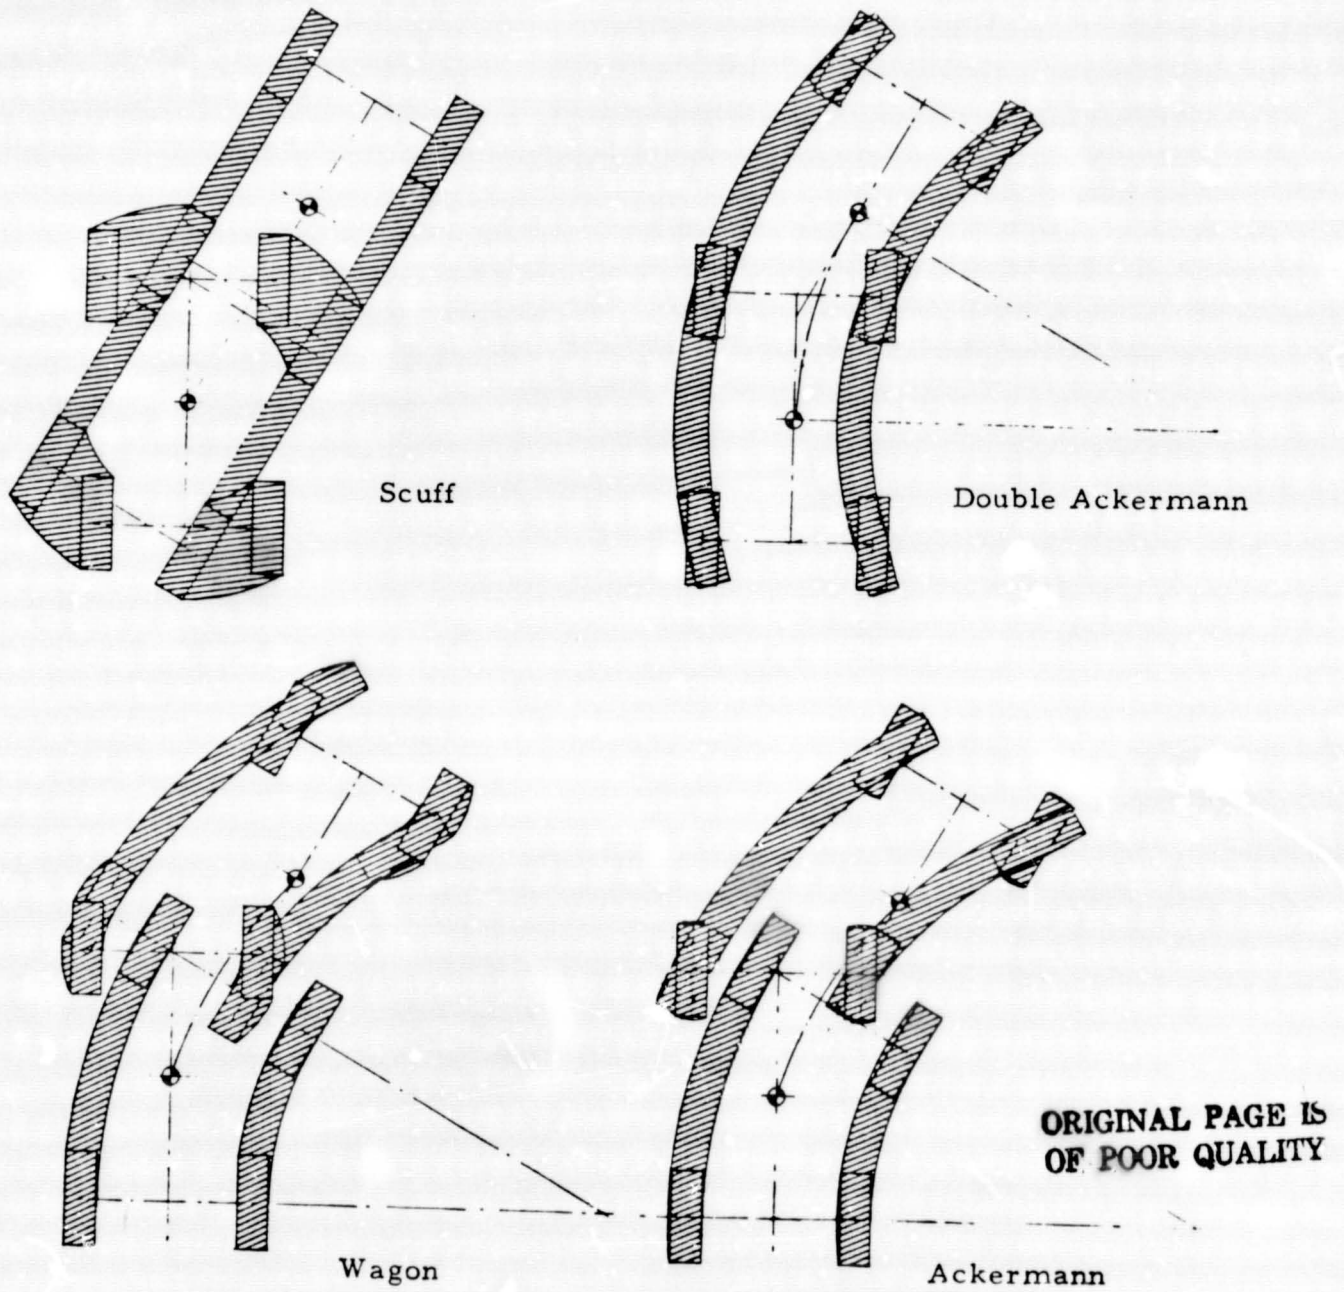 Scuff
Double Ackermann
Wagon
Ackermann
ORIGINAL PAGE IS
OF POOR QUALITY